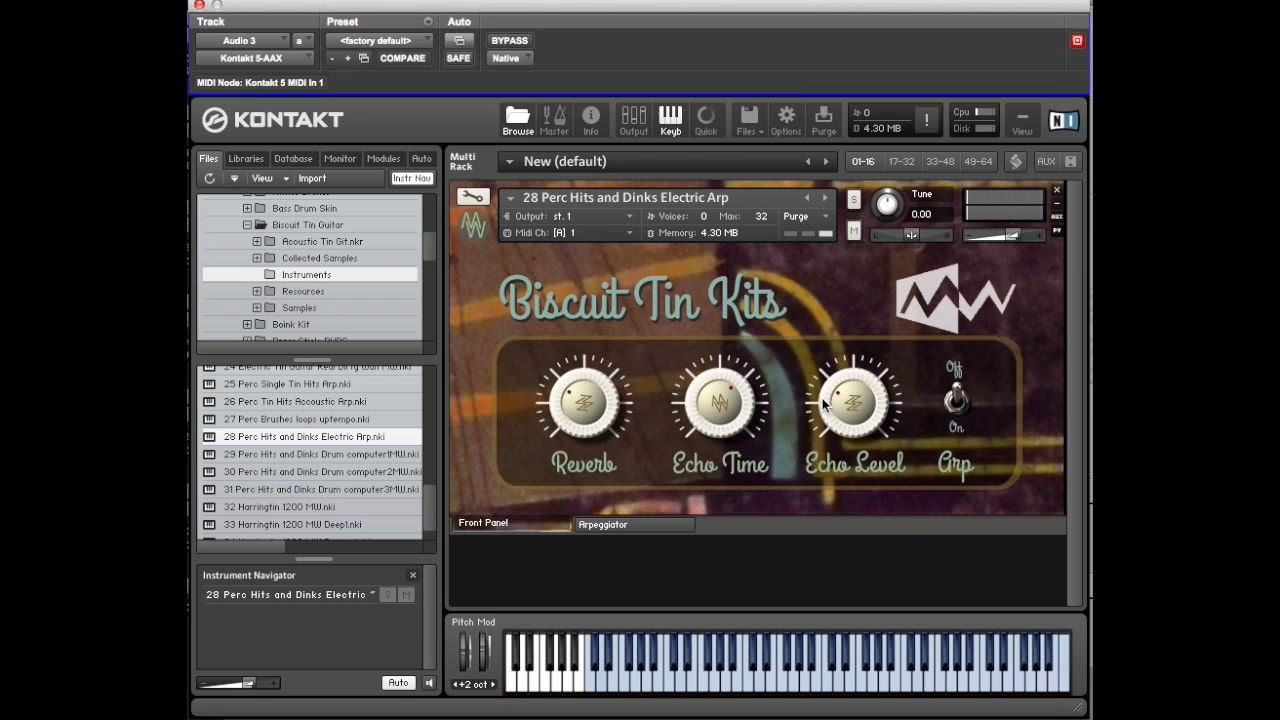 Track Preset Auto
Audio 3 a <factory default> BYPASS
Kontakt 5-AAX - + COMPARE SAFE Native
MIDI Node: Kontakt 5 MIDI In 1
KONTAKT
Browse Master Info Output Keyb Quick Files Options Purge
0
4.30 MB
!
Cpu
Disk
View
NI
Files Libraries Database Monitor Modules Auto
View Import Instr Nav
Bass Drum Skin
Biscuit Tin Guitar
Acoustic Tin Git.nkr
Collected Samples
Instruments
Resources
Samples
Boink Kit
25 Perc Single Tin Hits Arp.nki
26 Perc Tin Hits Accoustic Arp.nki
27 Perc Brushes loops uptempo.nki
28 Perc Hits and Dinks Electric Arp.nki
29 Perc Hits and Dinks Drum computer1MW.nki
30 Perc Hits and Dinks Drum computer2MW.nki
31 Perc Hits and Dinks Drum computer3MW.nki
32 Harringtin 1200 MW.nki
33 Harringtin 1200 MW Deep1.nki
Instrument Navigator
28 Perc Hits and Dinks Electric S M
Auto
Multi
Rack
New (default)
01-16 17-32 33-48 49-64 AUX
28 Perc Hits and Dinks Electric Arp
Output: st.1 Voices: 0 Max: 32 Purge
Midi Ch: [A] 1 Memory: 4.30 MB
S
M
Tune
0.00
L R
AUX
PV
Biscuit Tin Kits
MW
Off
On
Reverb Echo Time Echo Level Arp
Front Panel Arpeggiator
Pitch Mod
+2 oct